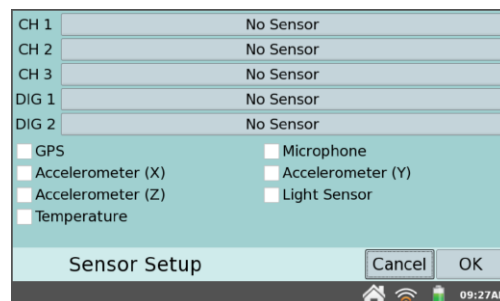 CH 1 No Sensor
CH 2 No Sensor
CH 3 No Sensor
DIG 1 No Sensor
DIG 2 No Sensor
GPS Microphone
Accelerometer (X) Accelerometer (Y)
Accelerometer (Z) Light Sensor
Temperature
Sensor Setup Cancel OK